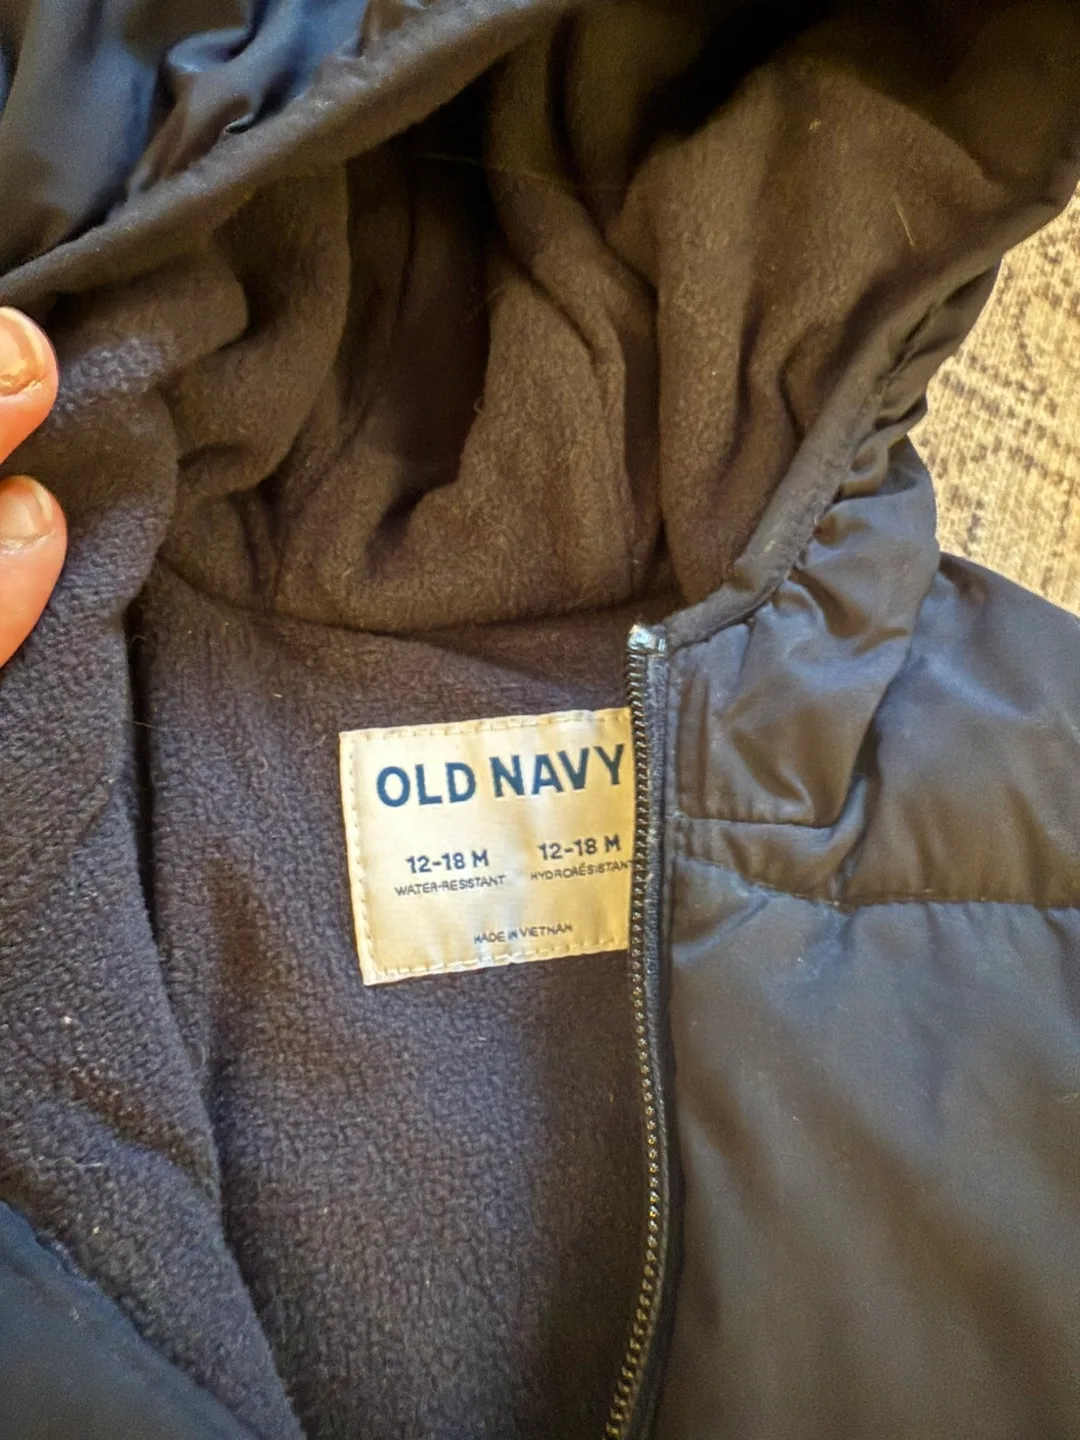 OLD NAVY
12-18 M 12-18 M
WATER-RESISTANT HYDRORÉSISTANT
MADE IN VIETNAM